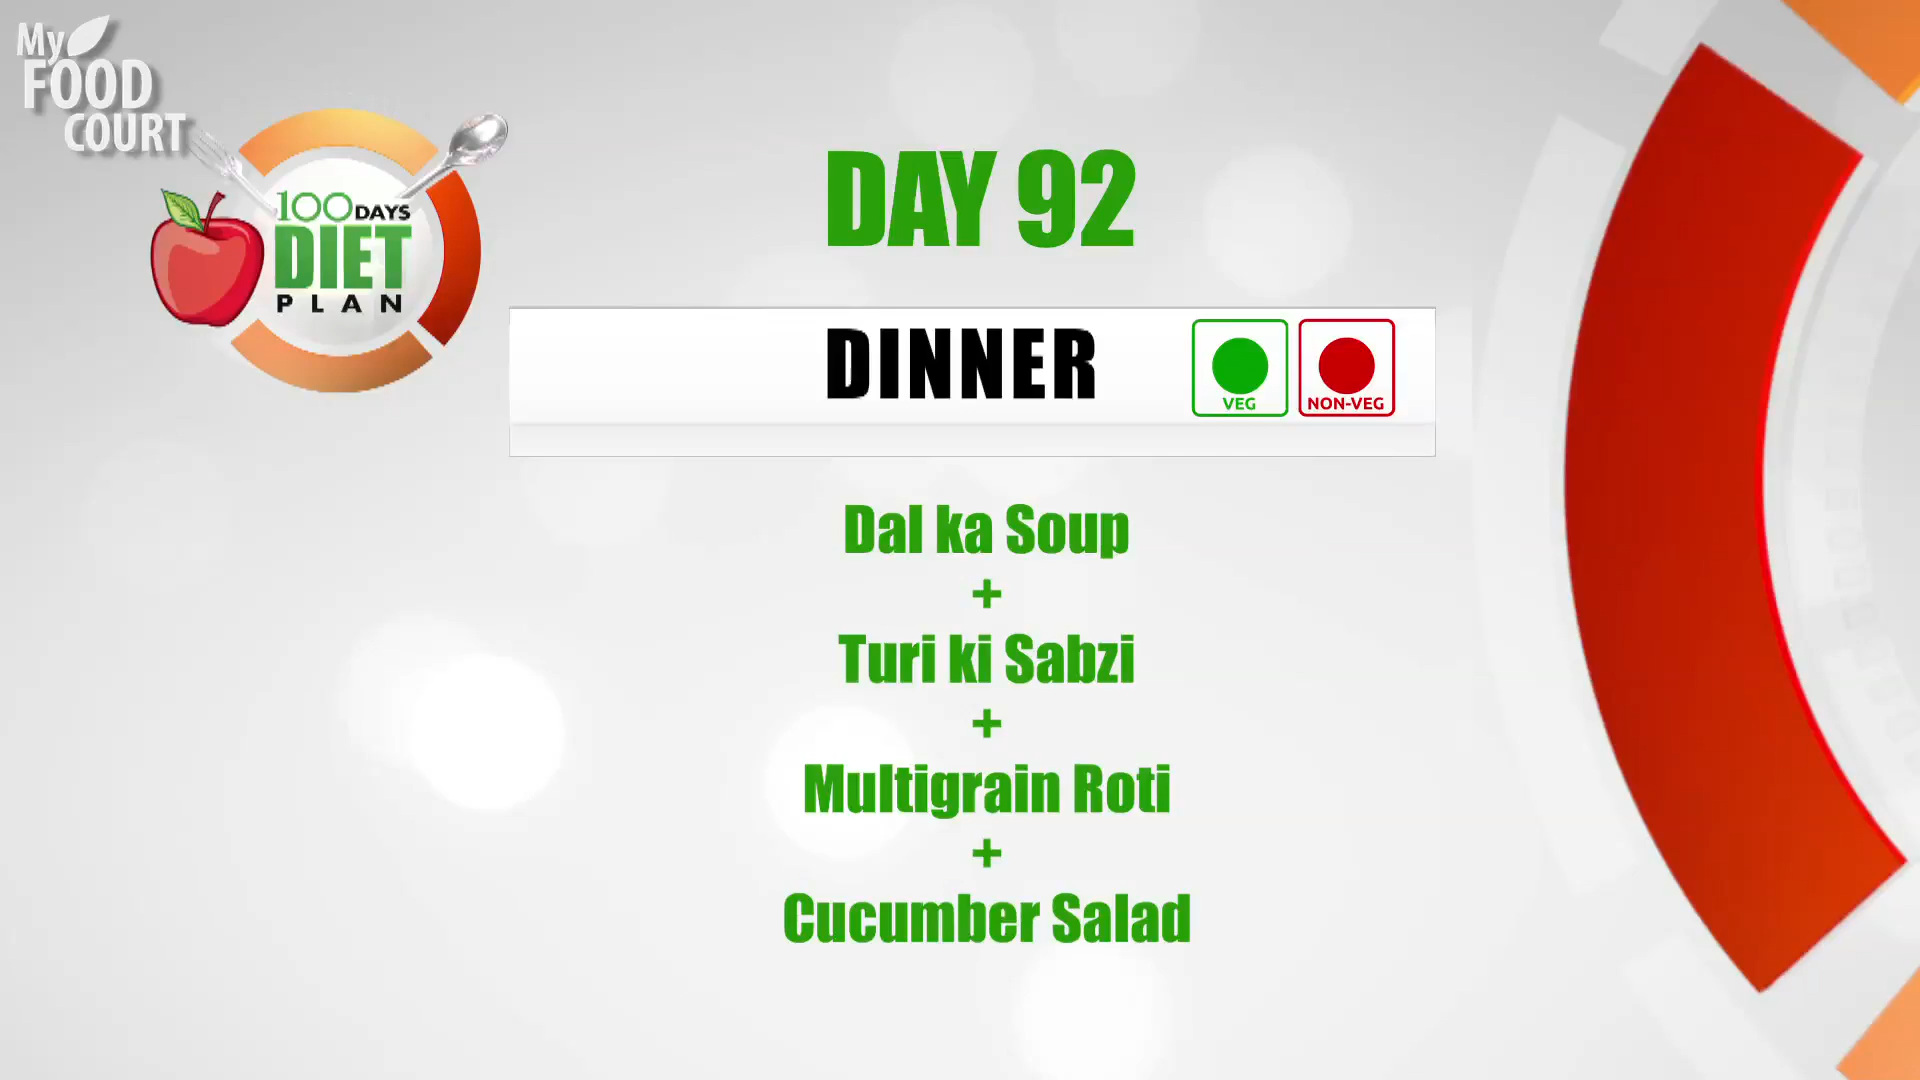 My
FOOD
COURT
100 DAYS
DIET
PLAN
DAY 92
DINNER
VEG
NON-VEG
Dal ka Soup
+
Turi ki Sabzi
+
Multigrain Roti
+
Cucumber Salad